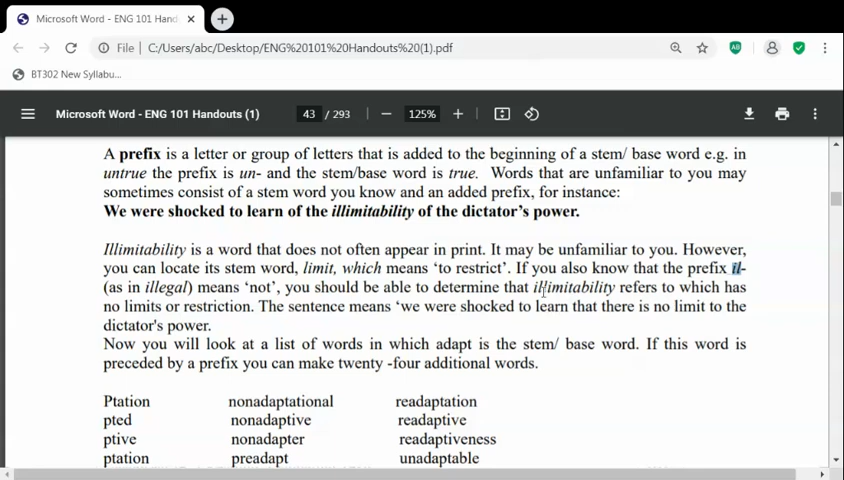 Microsoft Word - ENG 101 Hand
File | C:/Users/abc/Desktop/ENG%20101%20Handouts%20(1).pdf
BT302 New Syllabu...
Microsoft Word - ENG 101 Handouts (1) 43 / 293 125%
A prefix is a letter or group of letters that is added to the beginning of a stem/ base word e.g. in
untrue the prefix is un- and the stem/base word is true. Words that are unfamiliar to you may
sometimes consist of a stem word you know and an added prefix, for instance:
We were shocked to learn of the illimitability of the dictator's power.
Illimitability is a word that does not often appear in print. It may be unfamiliar to you. However,
you can locate its stem word, limit, which means ‘to restrict’. If you also know that the prefix il-
(as in illegal) means ‘not’, you should be able to determine that illimitability refers to which has
no limits or restriction. The sentence means ‘we were shocked to learn that there is no limit to the
dictator's power.
Now you will look at a list of words in which adapt is the stem/ base word. If this word is
preceded by a prefix you can make twenty -four additional words.
Ptation nonadaptational readaptation
pted nonadaptive readaptive
ptive nonadapter readaptiveness
ptation preadapt unadaptable